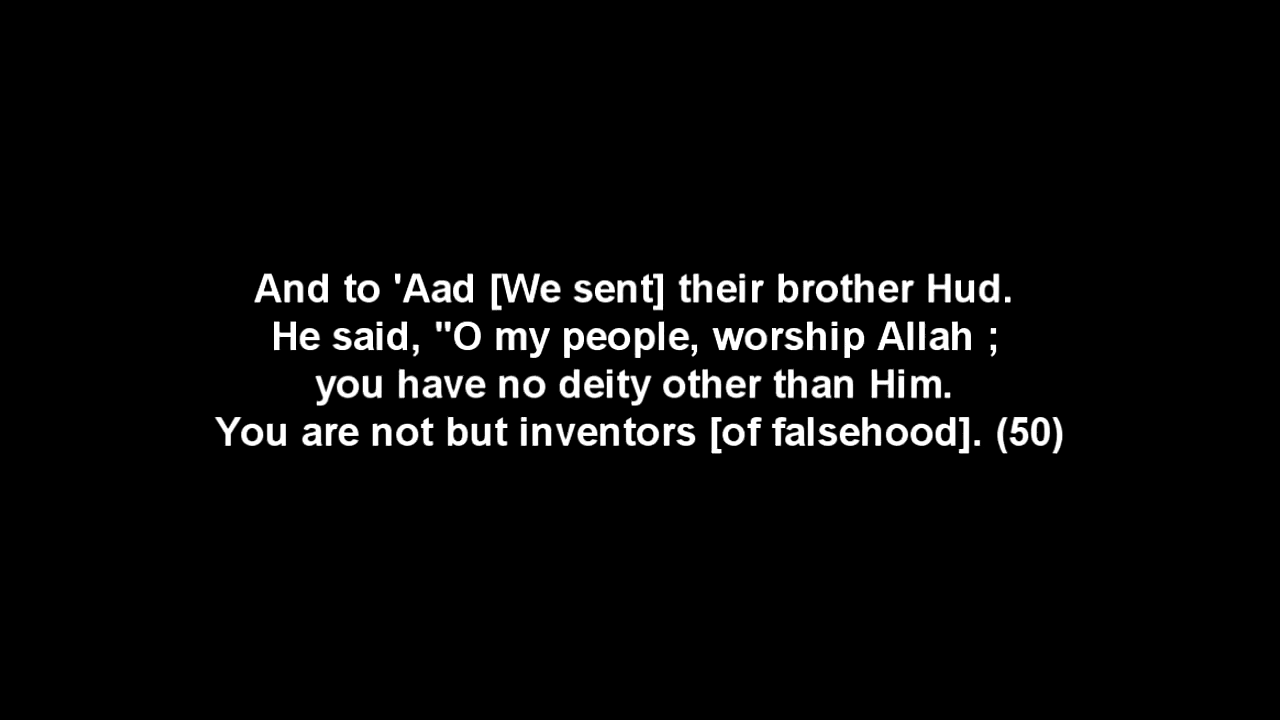 And to 'Aad [We sent] their brother Hud.
He said, "O my people, worship Allah ;
you have no deity other than Him.
You are not but inventors [of falsehood]. (50)